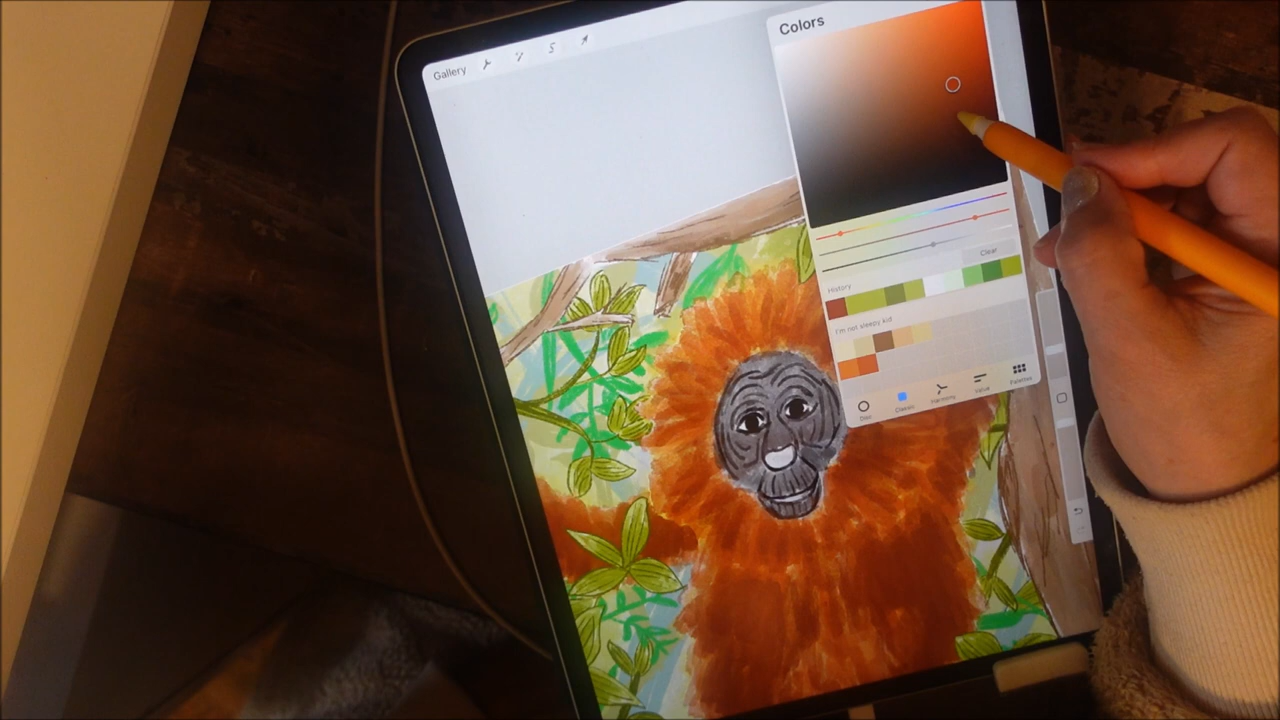 Gallery
Colors
Clear
History
I'm not sleepy kid
Disc
Classic
Harmony
Value
Palettes